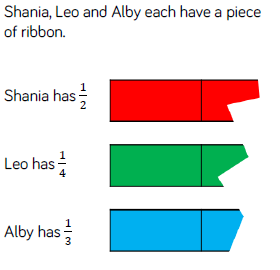 Shania, Leo and Alby each have a piece
of ribbon.
Shania has 1/2
Leo has 1/4
Alby has 1/3